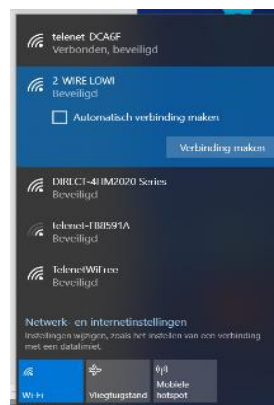 telenet DCA6F
Verbonden, beveiligd
2 WIRE LOWI
Beveiligd
Automatisch verbinding maken
Verbinding maken
DIRECT-4HM2020 Series
Beveiligd
telenet-FB8591A
Beveiligd
TelenetWiFree
Beveiligd
Netwerk- en internetinstellingen
Instellingen wijzigen, zoals het instellen van een verbinding
met een datalimiet.
Wi-Fi
Vliegtuigstand
Mobiele
hotspot